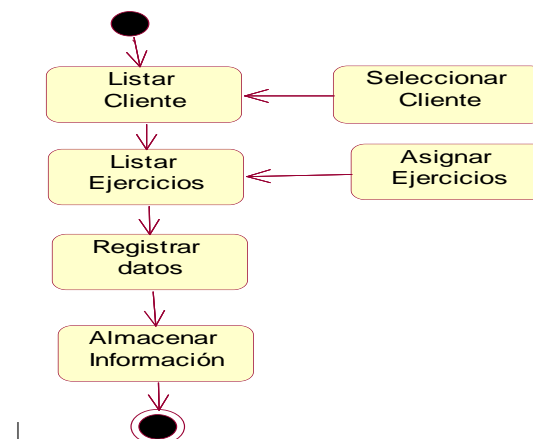 Listar
Cliente
Seleccionar
Cliente
Listar
Ejercicios
Asignar
Ejercicios
Registrar
datos
Almacenar
Información